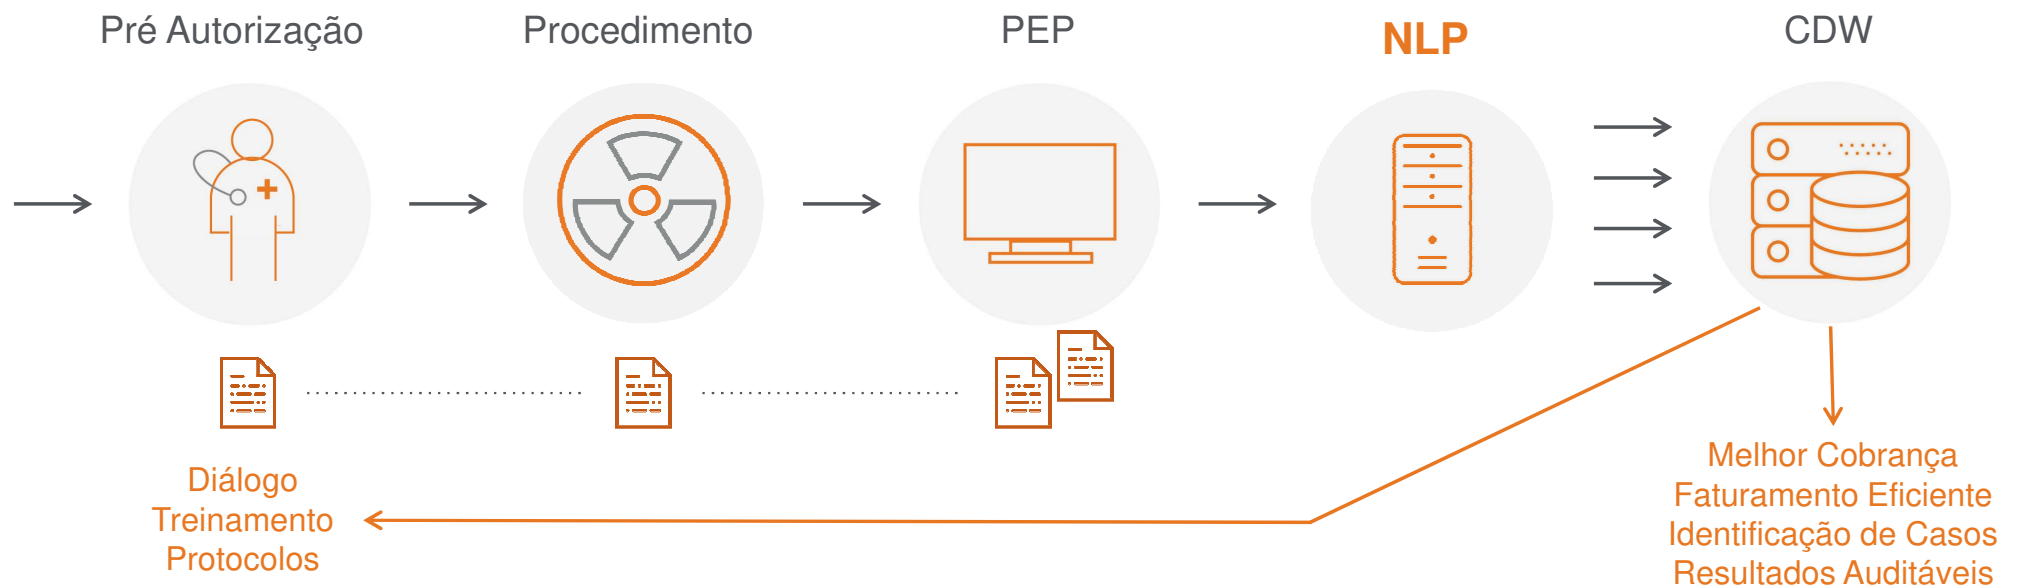 Pré Autorização
Procedimento
PEP
NLP
CDW
Diálogo
Treinamento
Protocolos
Melhor Cobrança
Faturamento Eficiente
Identificação de Casos
Resultados Auditáveis